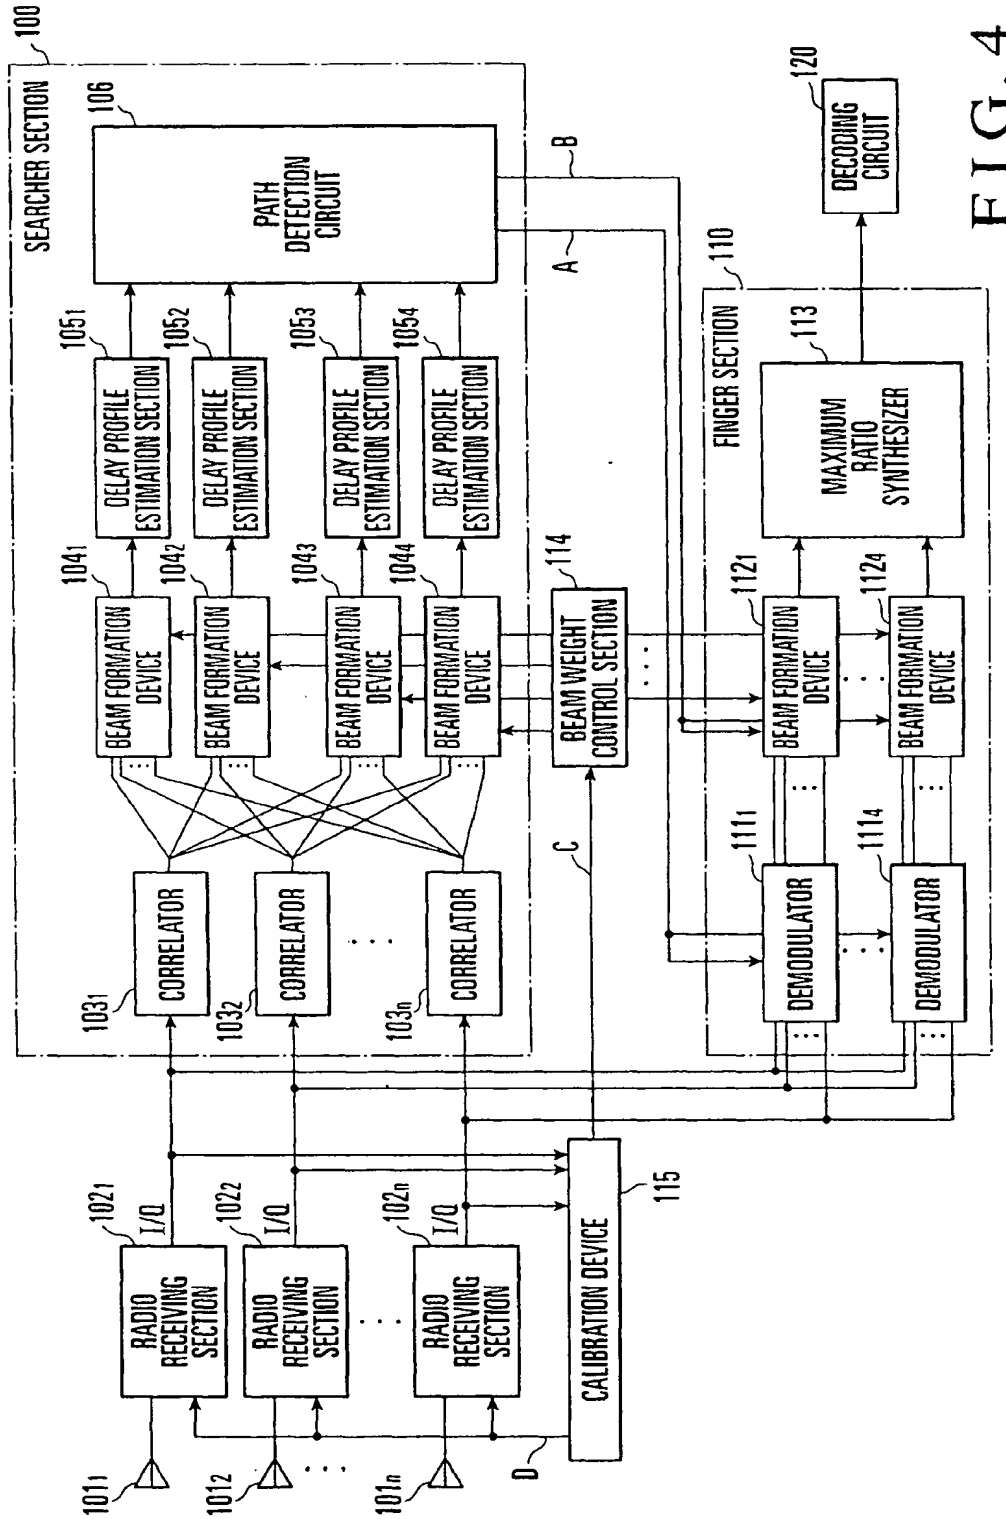 100
SEARCHER SECTION
106
PATH
DETECTION
CIRCUIT
1051
DELAY PROFILE
ESTIMATION SECTION
1052
DELAY PROFILE
ESTIMATION SECTION
1053
DELAY PROFILE
ESTIMATION SECTION
1054
DELAY PROFILE
ESTIMATION SECTION
1041
BEAM FORMATION
DEVICE
1042
BEAM FORMATION
DEVICE
1043
BEAM FORMATION
DEVICE
1044
BEAM FORMATION
DEVICE
1031
CORRELATOR
1032
CORRELATOR
103n
CORRELATOR
1011
1021
RADIO
RECEIVING
SECTION
I/Q
1012
1022
RADIO
RECEIVING
SECTION
I/Q
101n
102n
RADIO
RECEIVING
SECTION
I/Q
D
CALIBRATION DEVICE
115
C
114
BEAM WEIGHT
CONTROL SECTION
A
B
110
FINGER SECTION
1111
DEMODULATOR
1114
DEMODULATOR
1121
BEAM FORMATION
DEVICE
1124
BEAM FORMATION
DEVICE
113
MAXIMUM
RATIO
SYNTHESIZER
120
DECODING
CIRCUIT
FIG. 4